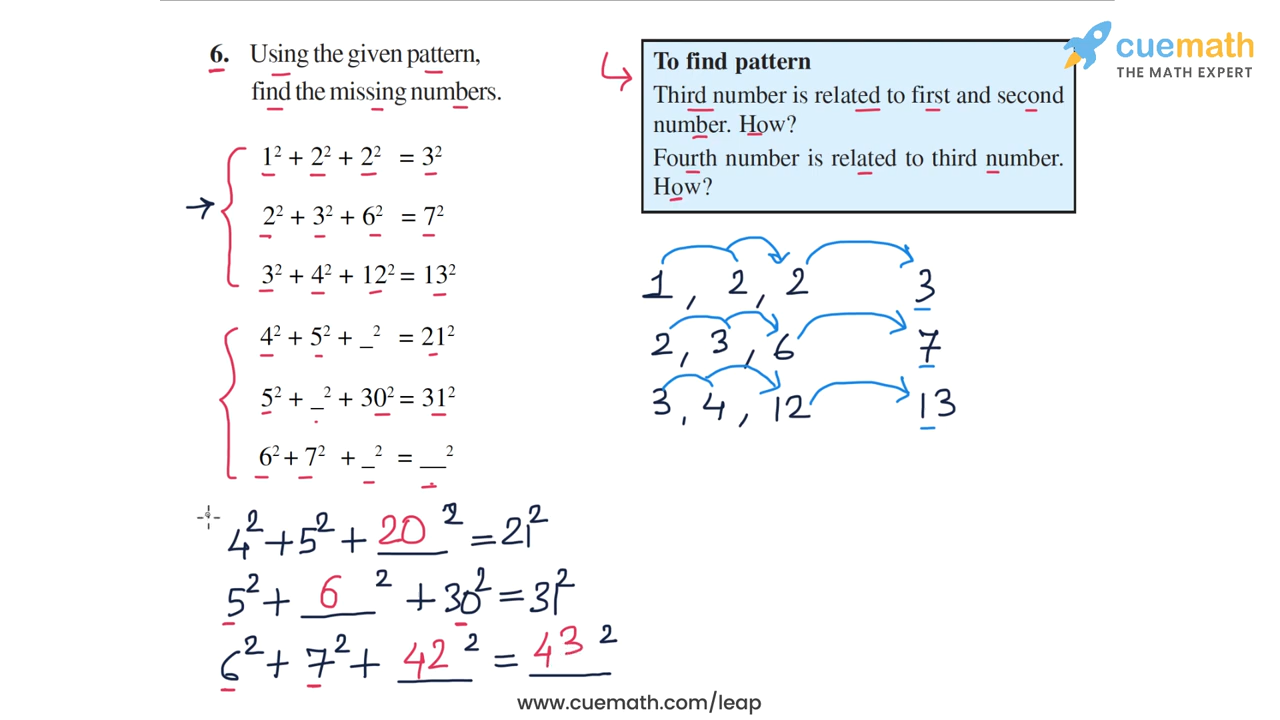 6. Using the given pattern,
find the missing numbers.
1² + 2² + 2² = 3²
2² + 3² + 6² = 7²
3² + 4² + 12² = 13²
4² + 5² + _² = 21²
5² + _² + 30² = 31²
6² + 7² + _² = __²
cuemath
THE MATH EXPERT
To find pattern
Third number is related to first and second
number. How?
Fourth number is related to third number.
How?
1, 2, 2 3
2, 3, 6 7
3, 4, 12 13
4² + 5² + 20² = 21²
5² + 6² + 30² = 31²
6² + 7² + 42² = 43²
www.cuemath.com/leap